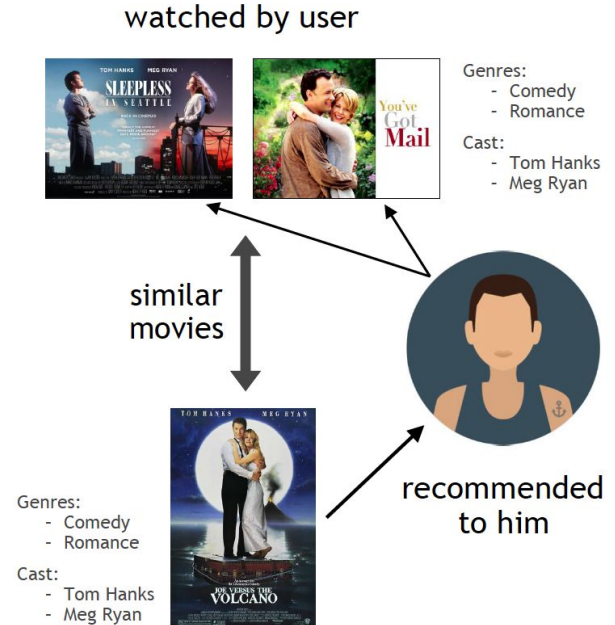 watched by user
TOM HANKS MEG RYAN
SLEEPLESS
IN SEATTLE
You've
Got
Mail
Genres:
- Comedy
- Romance
Cast:
- Tom Hanks
- Meg Ryan
similar
movies
TOM HANKS MEG RYAN
JOE VERSUS THE
VOLCANO
recommended
to him
Genres:
- Comedy
- Romance
Cast:
- Tom Hanks
- Meg Ryan